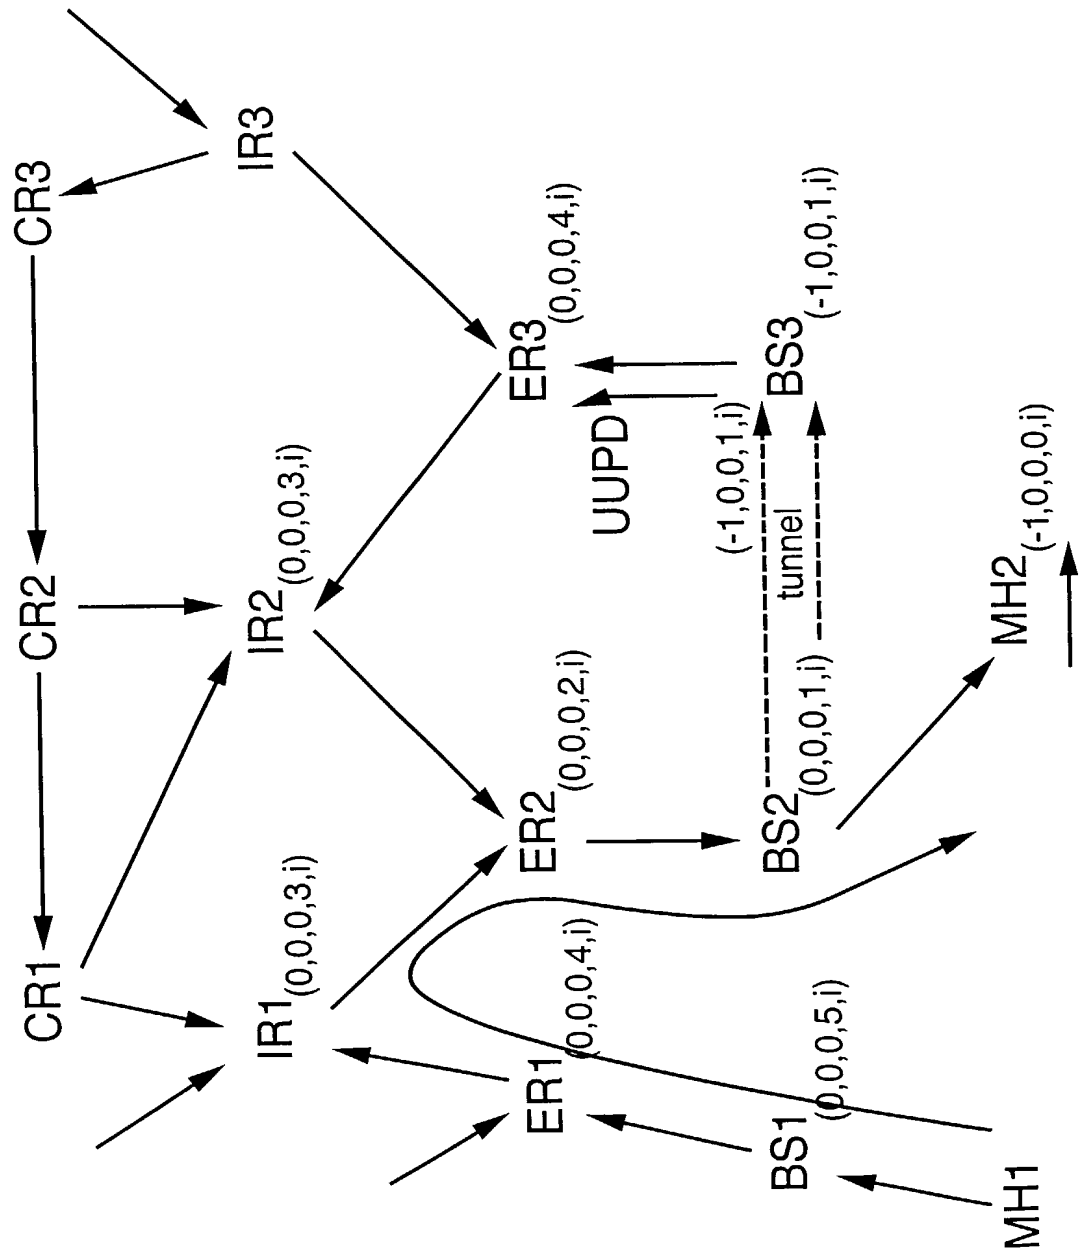 CR1
CR2
CR3
IR1(0,0,0,3,i)
IR2(0,0,0,3,i)
IR3
ER1(0,0,0,4,i)
ER2(0,0,0,2,i)
ER3(0,0,0,4,i)
UUPD
BS1(0,0,0,5,i)
BS2(0,0,0,1,i)
(-1,0,0,1,i)
tunnel
BS3(-1,0,0,1,i)
MH1
MH2(-1,0,0,0,i)